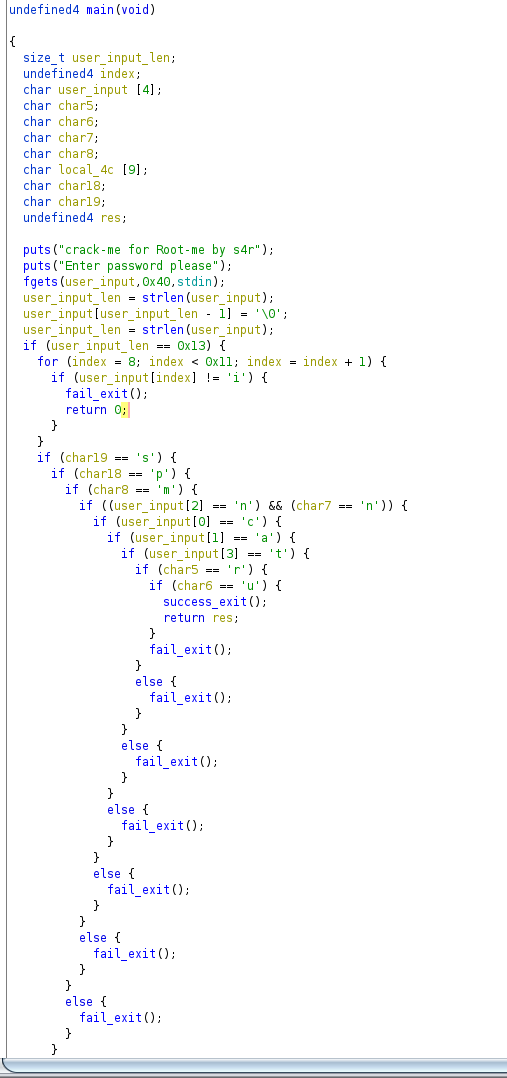 undefined4 main(void)
{
size_t user_input_len;
undefined4 index;
char user_input [4];
char char5;
char char6;
char char7;
char char8;
char local_4c [9];
char char18;
char char19;
undefined4 res;
puts("crack-me for Root-me by s4r");
puts("Enter password please");
fgets(user_input,0x40,stdin);
user_input_len = strlen(user_input);
user_input[user_input_len - 1] = '\0';
user_input_len = strlen(user_input);
if (user_input_len == 0x13) {
for (index = 8; index < 0x11; index = index + 1) {
if (user_input[index] != 'i') {
fail_exit();
return 0;
}
}
if (char19 == 's') {
if (char18 == 'p') {
if (char8 == 'm') {
if ((user_input[2] == 'n') && (char7 == 'n')) {
if (user_input[0] == 'c') {
if (user_input[1] == 'a') {
if (user_input[3] == 't') {
if (char5 == 'r') {
if (char6 == 'u') {
success_exit();
return res;
}
fail_exit();
}
else {
fail_exit();
}
}
else {
fail_exit();
}
}
else {
fail_exit();
}
}
else {
fail_exit();
}
}
else {
fail_exit();
}
}
else {
fail_exit();
}
}